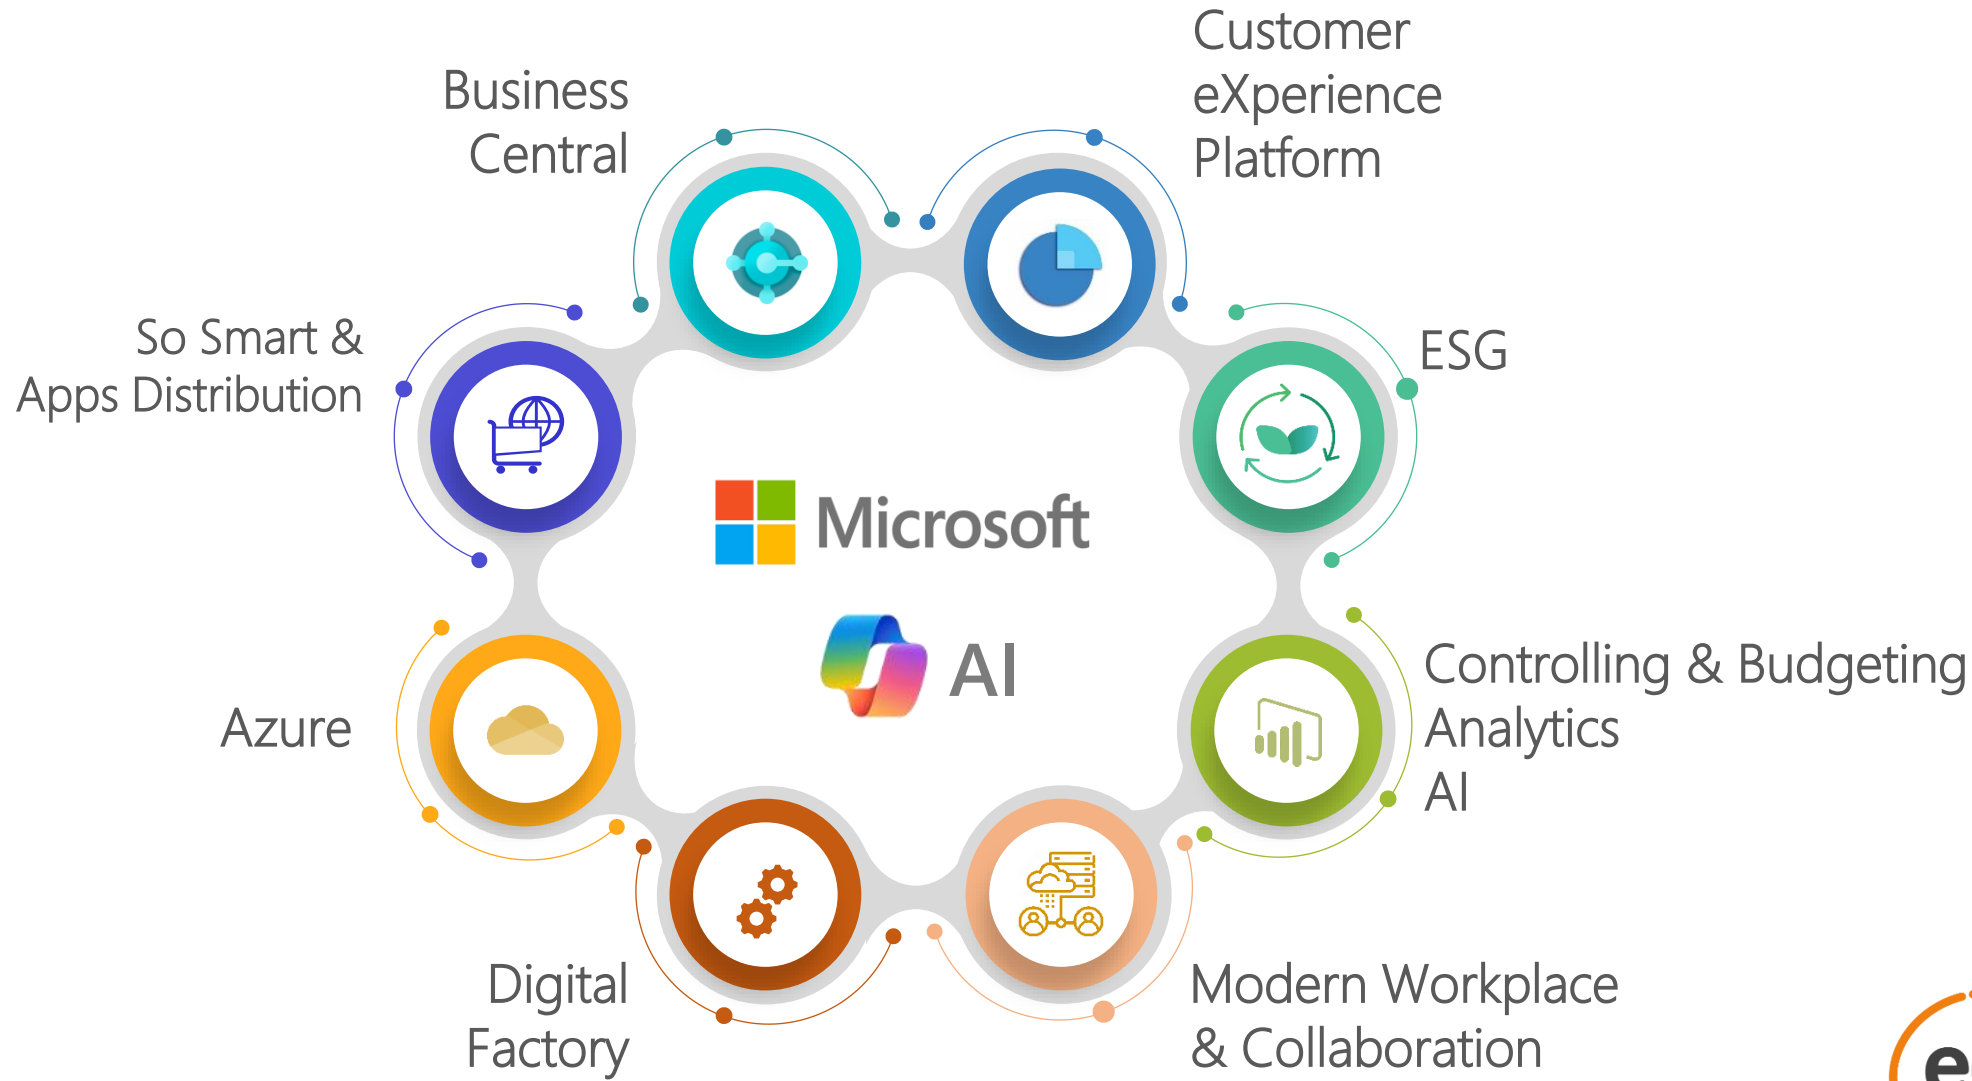 Customer
eXperience
Platform
Business
Central
So Smart &
Apps Distribution
ESG
Microsoft
AI
Controlling & Budgeting
Analytics
AI
Azure
Digital
Factory
Modern Workplace
& Collaboration